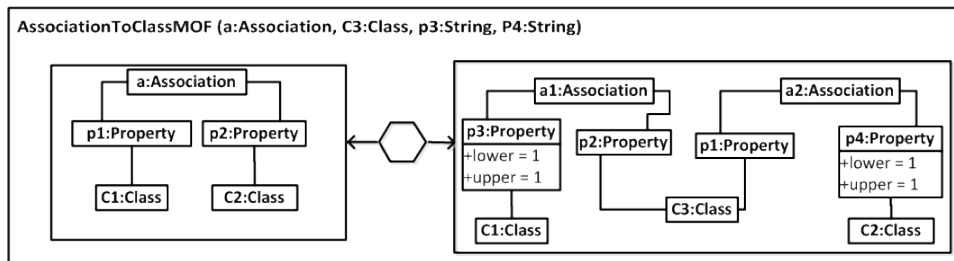 AssociationToClassMOF (a:Association, C3:Class, p3:String, P4:String)
a:Association
p1:Property
p2:Property
C1:Class
C2:Class
a1:Association
a2:Association
p3:Property
+lower = 1
+upper = 1
p2:Property
p1:Property
p4:Property
+lower = 1
+upper = 1
C3:Class
C1:Class
C2:Class